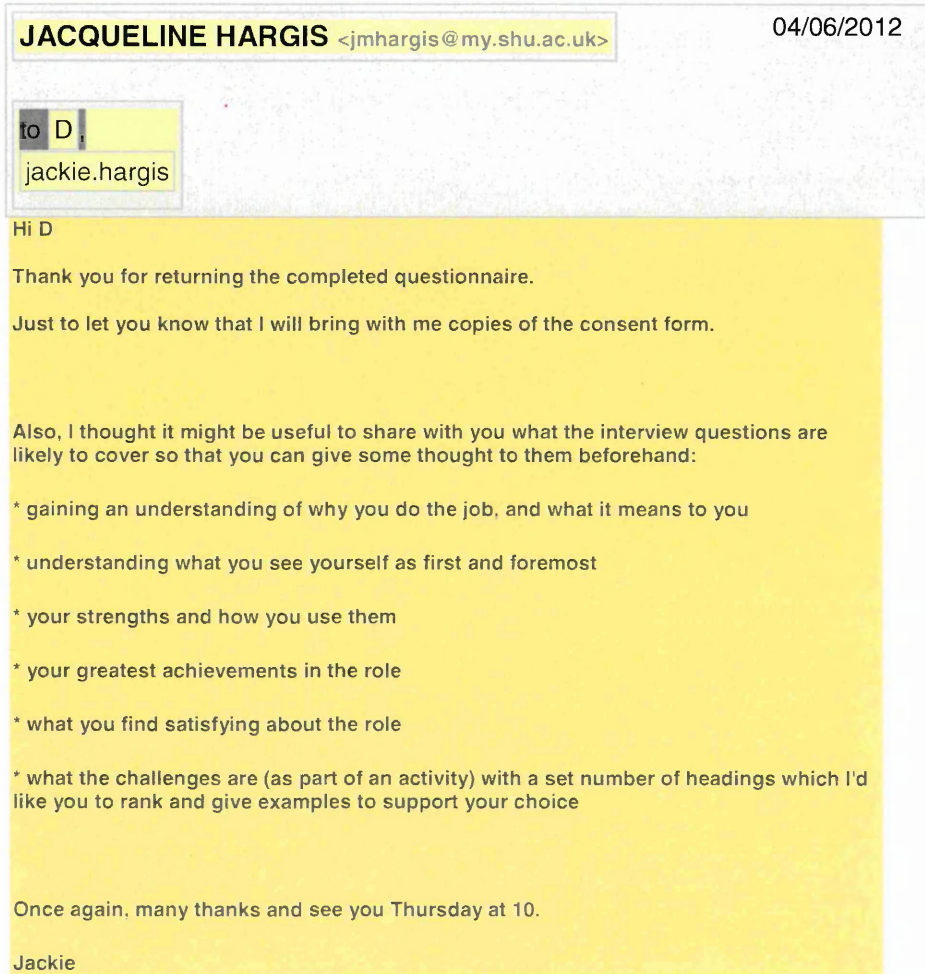 JACQUELINE HARGIS <jmhargis@my.shu.ac.uk>
04/06/2012
to D,
jackie.hargis
Hi D
Thank you for returning the completed questionnaire.
Just to let you know that I will bring with me copies of the consent form.
Also, I thought it might be useful to share with you what the interview questions are
likely to cover so that you can give some thought to them beforehand:
* gaining an understanding of why you do the job, and what it means to you
* understanding what you see yourself as first and foremost
* your strengths and how you use them
* your greatest achievements in the role
* what you find satisfying about the role
* what the challenges are (as part of an activity) with a set number of headings which I'd
like you to rank and give examples to support your choice
Once again, many thanks and see you Thursday at 10.
Jackie